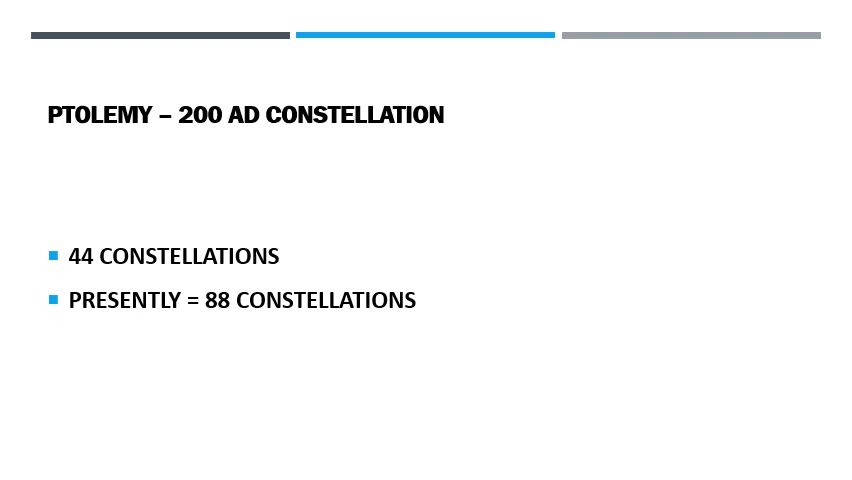 PTOLEMY – 200 AD CONSTELLATION
44 CONSTELLATIONS
PRESENTLY = 88 CONSTELLATIONS